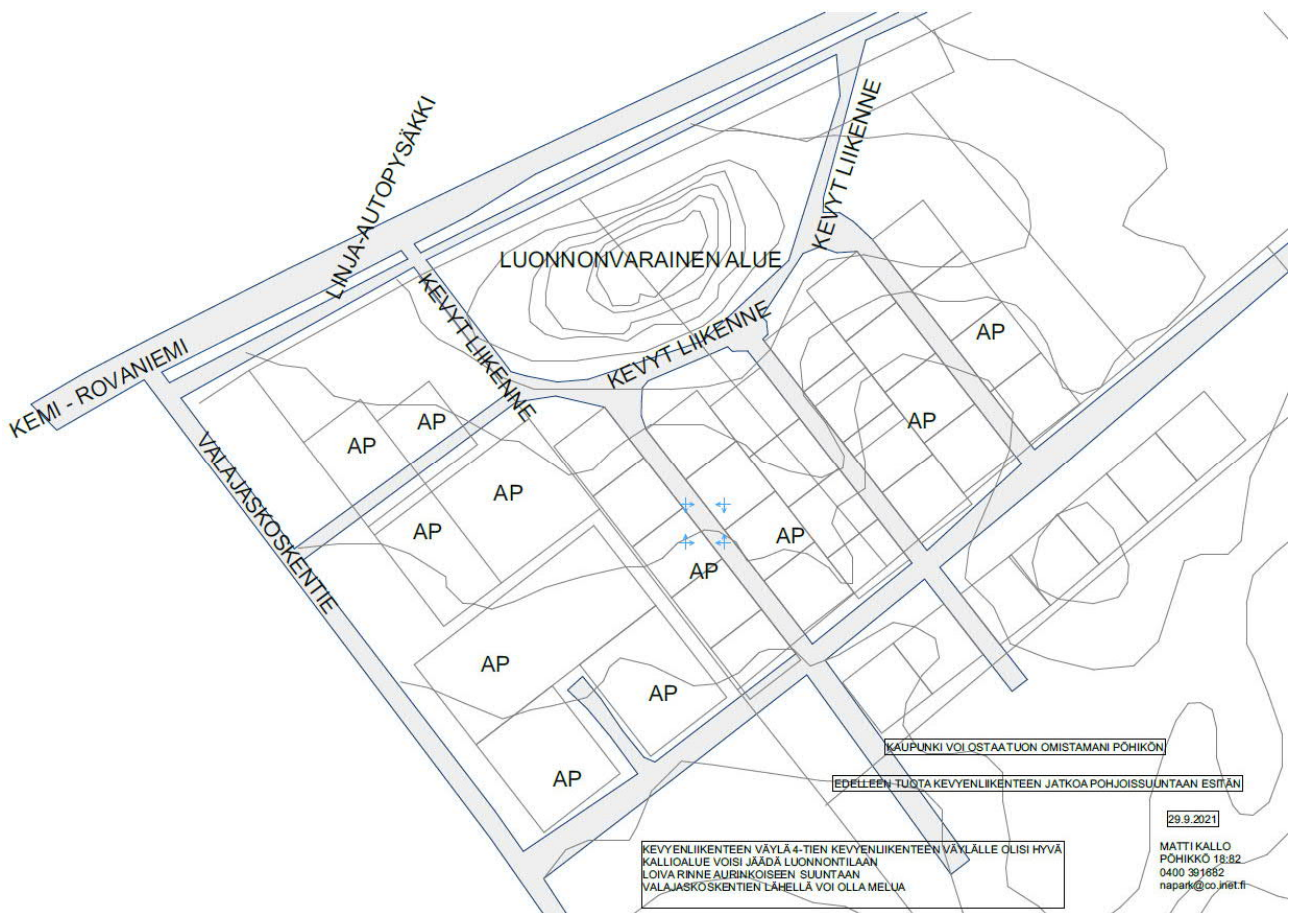 LINJA-AUTOPYSÄKKI
KEVYT LIIKENNE
LUONNONVARAINEN ALUE
KEVYT LIIKENNE
KEVYT LIIKENNE
AP
KEMI - ROVANIEMI
AP
AP
AP
VALAJASKOSKENTIE
AP
AP
AP
AP
AP
AP
AP
KAUPUNKI VOI OSTAATUON OMISTAMANI PÖHIKÖN
EDELLEEN TUOTA KEVYENLIIKENTEEN JATKOA POHJOISSUUNTAAN ESITÄN
29.9.2021
KEVYENLIIKENTEEN VÄYLÄ 4-TIEN KEVYENLIIKENTEEN VÄYLÄLLE OLISI HYVÄ
KALLIOALUE VOISI JÄÄDÄ LUONNONTILAAN
LOIVA RINNE AURINKOISEEN SUUNTAAN
VALAJASKOSKENTIEN LÄHELLÄ VOI OLLA MELUA
MATTI KALLO
PÖHIKKÖ 18:82
0400 391682
napark@co.inet.fi